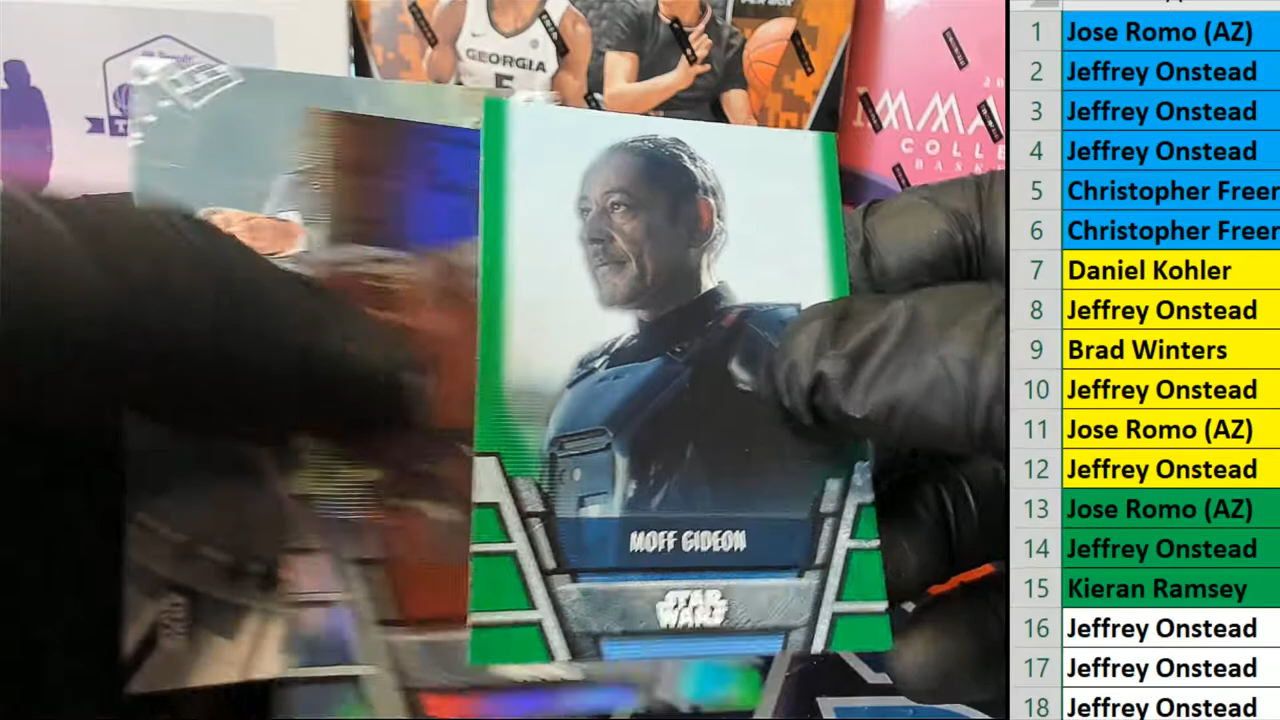 GEORGIA
5
MMA
COLLE
BASKE
MOFF GIDEON
STAR
WARS
1 Jose Romo (AZ)
2 Jeffrey Onstead
3 Jeffrey Onstead
4 Jeffrey Onstead
5 Christopher Freer
6 Christopher Freer
7 Daniel Kohler
8 Jeffrey Onstead
9 Brad Winters
10 Jeffrey Onstead
11 Jose Romo (AZ)
12 Jeffrey Onstead
13 Jose Romo (AZ)
14 Jeffrey Onstead
15 Kieran Ramsey
16 Jeffrey Onstead
17 Jeffrey Onstead
18 Jeffrey Onstead